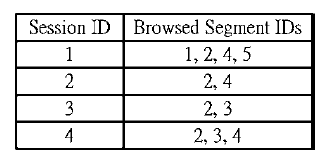 Session ID Browsed Segment IDs
1 1, 2, 4, 5
2 2, 4
3 2, 3
4 2, 3, 4